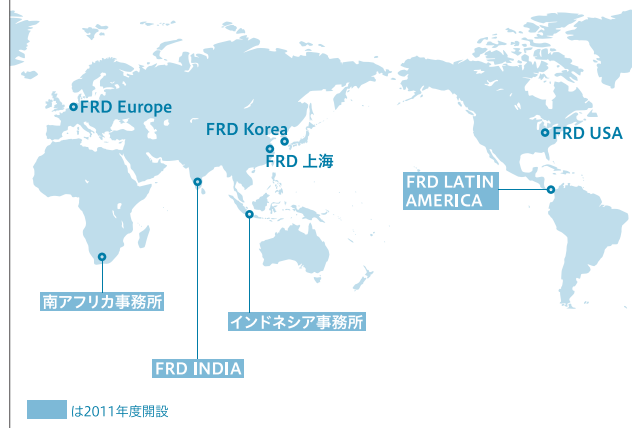 FRD Europe
FRD Korea
FRD 上海
FRD USA
FRD LATIN
AMERICA
南アフリカ事務所
インドネシア事務所
FRD INDIA
は2011年度開設